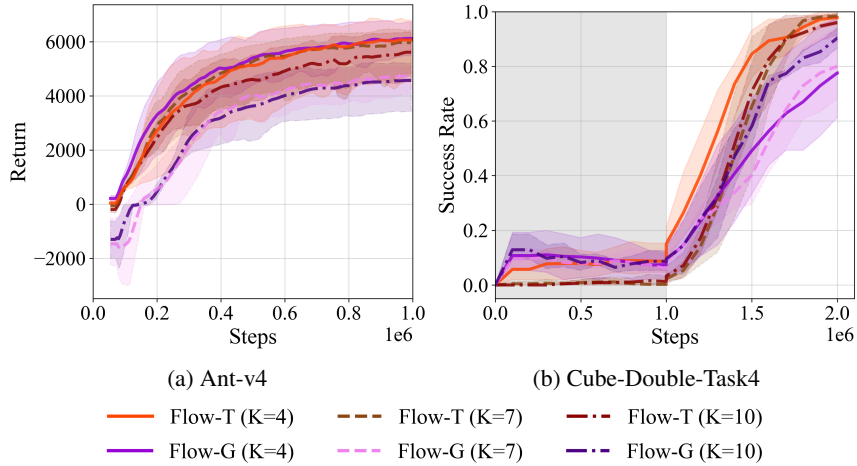 6000
4000
2000
0
−2000
Return
0.0 0.2 0.4 0.6 0.8 1.0
Steps
1e6
(a) Ant-v4
1.0
0.8
0.6
0.4
0.2
0.0
Success Rate
0.0 0.5 1.0 1.5 2.0
Steps
1e6
(b) Cube-Double-Task4
Flow-T (K=4) Flow-T (K=7) Flow-T (K=10)
Flow-G (K=4) Flow-G (K=7) Flow-G (K=10)